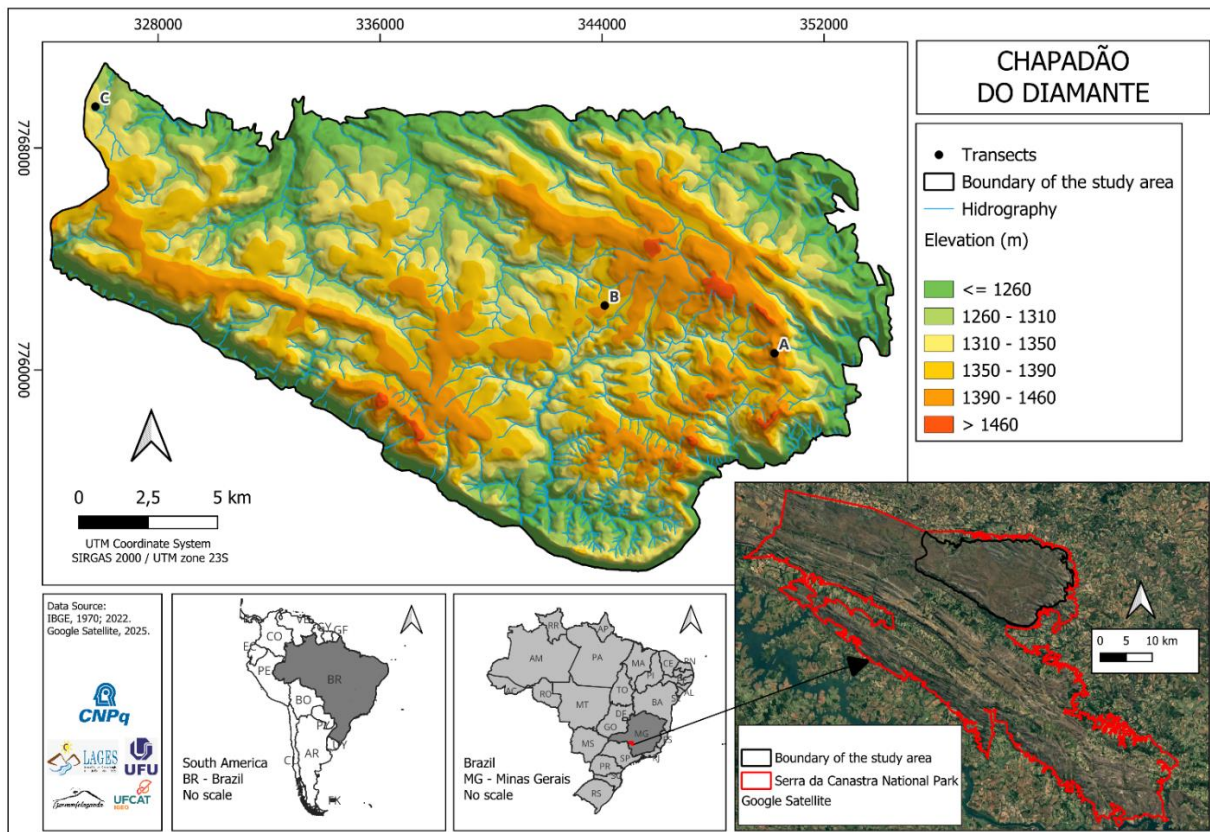 328000
336000
344000
352000
7768000
7760000
C
B
A
0 2,5 5 km
UTM Coordinate System
SIRGAS 2000 / UTM zone 23S
CHAPADÃO
DO DIAMANTE
Transects
Boundary of the study area
Hidrography
Elevation (m)
<= 1260
1260 - 1310
1310 - 1350
1350 - 1390
1390 - 1460
> 1460
Data Source:
IBGE, 1970; 2022.
Google Satellite, 2025.
CNPq
LAGES
UFU
UFCAT
GF
CO
PE
BR
BO
AR
South America
BR - Brazil
No scale
RR
AP
AM
PA
MA
CE
RN
PI
AC
RO
TO
AL
MT
BA
DF
GO
MG
ES
MS
SP
RJ
PR
RS
Brazil
MG - Minas Gerais
No scale
0 5 10 km
Boundary of the study area
Serra da Canastra National Park
Google Satellite